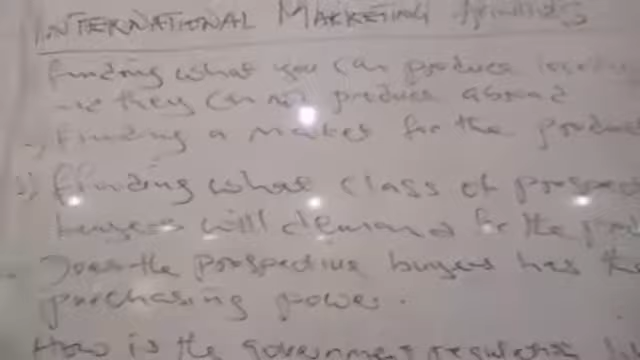 INTERNATIONAL MARKETING
finding what you can produce
they can not produce abroad
finding a market for the product
2) finding what class of
buyers will demand for the
Does the prospective buyers has the
purchasing power.
How is the government